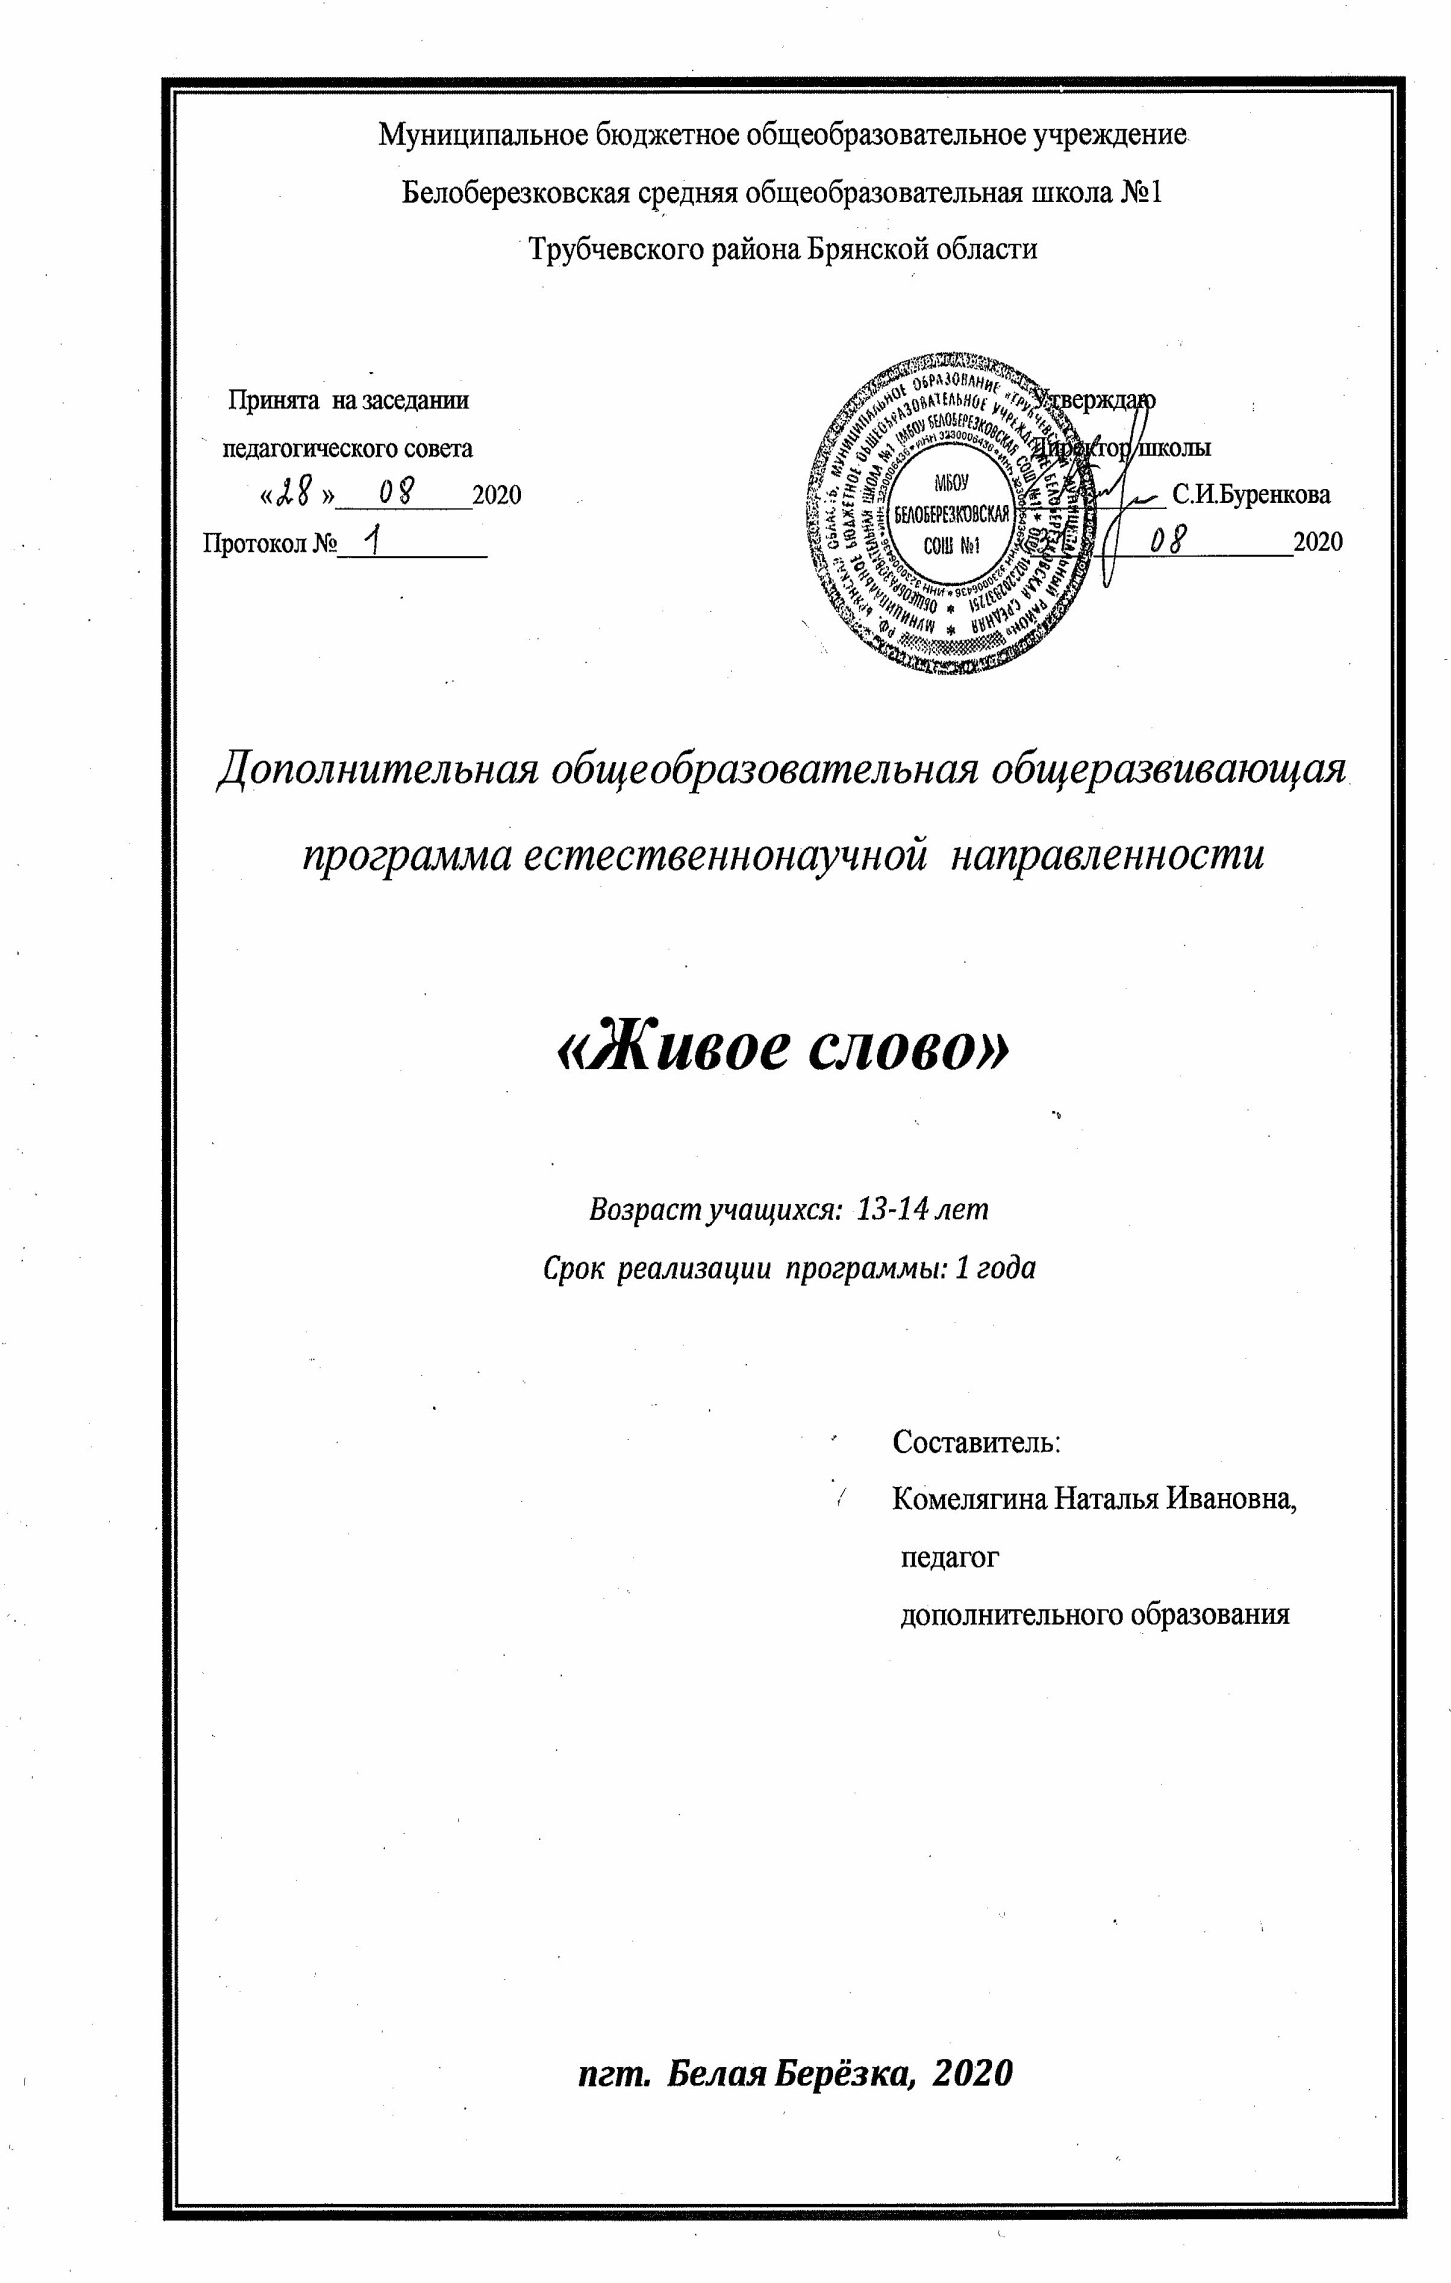 Муниципальное бюджетное общеобразовательное учреждение
Белоберезковская средняя общеобразовательная школа №1
Трубчевского района Брянской области
Принята на заседании
педагогического совета
«28» 08 2020
Протокол № 1
Утверждаю
Директор школы
С.И.Буренкова
08 2020
МБОУ
БЕЛОБЕРЕЗКОВСКАЯ
СОШ №1
Дополнительная общеобразовательная общеразвивающая
программа естественнонаучной направленности
«Живое слово»
Возраст учащихся: 13-14 лет
Срок реализации программы: 1 года
Составитель:
Комелягина Наталья Ивановна,
педагог
дополнительного образования
пгт. Белая Берёзка, 2020